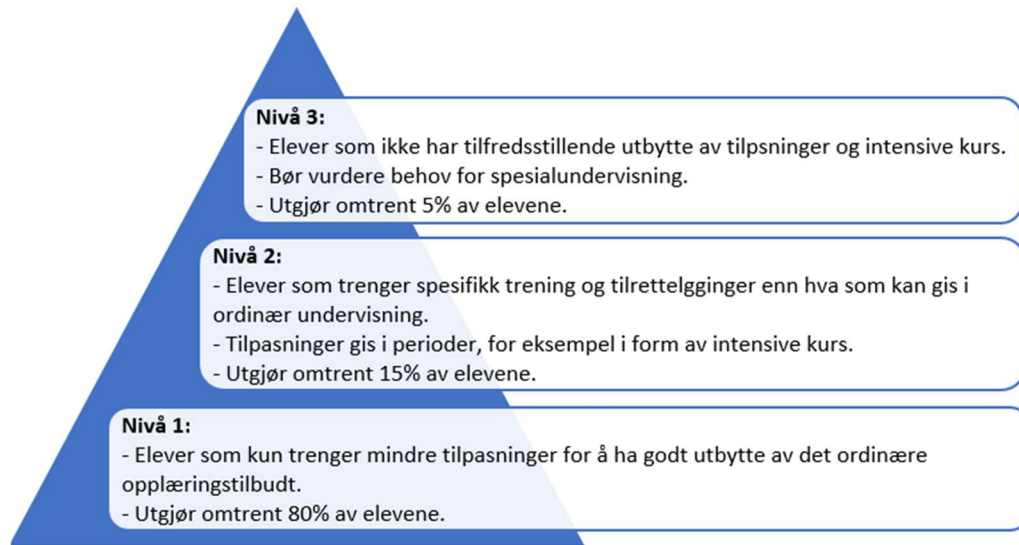 Nivå 3:
- Elever som ikke har tilfredsstillende utbytte av tilpsninger og intensive kurs.
- Bør vurdere behov for spesialundervisning.
- Utgjør omtrent 5% av elevene.
Nivå 2:
- Elever som trenger spesifikk trening og tilrettelgginger enn hva som kan gis i
ordinær undervisning.
- Tilpasninger gis i perioder, for eksempel i form av intensive kurs.
- Utgjør omtrent 15% av elevene.
Nivå 1:
- Elever som kun trenger mindre tilpasninger for å ha godt utbytte av det ordinære
opplæringstilbudt.
- Utgjør omtrent 80% av elevene.